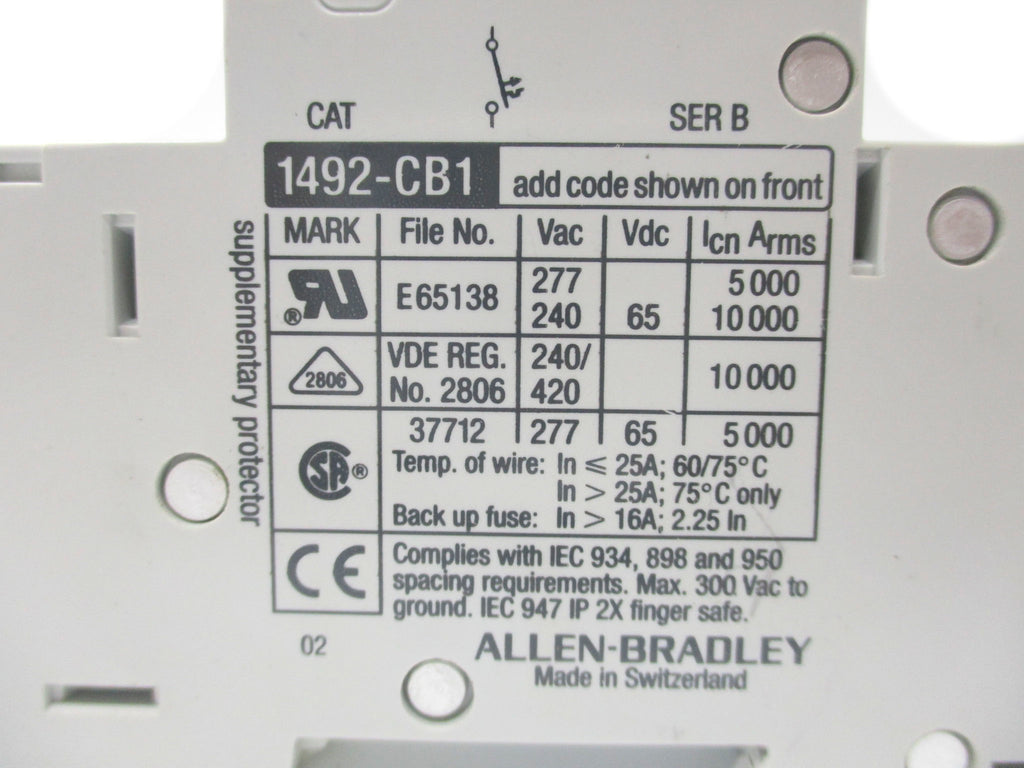 CAT SER B
1492-CB1 add code shown on front
MARK File No. Vac Vdc Icn Arms
277 5 000
RU® E65138
240 65 10 000
VDE REG. 240/
2806 10 000
No. 2806 420
37712 277 65 5 000
SA® Temp. of wire: In ≤ 25A; 60/75°C
In > 25A; 75°C only
Back up fuse: In > 16A; 2.25 In
CE Complies with IEC 934, 898 and 950
spacing requirements. Max. 300 Vac to
ground. IEC 947 IP 2X finger safe.
supplementary protector
02 ALLEN-BRADLEY
Made in Switzerland